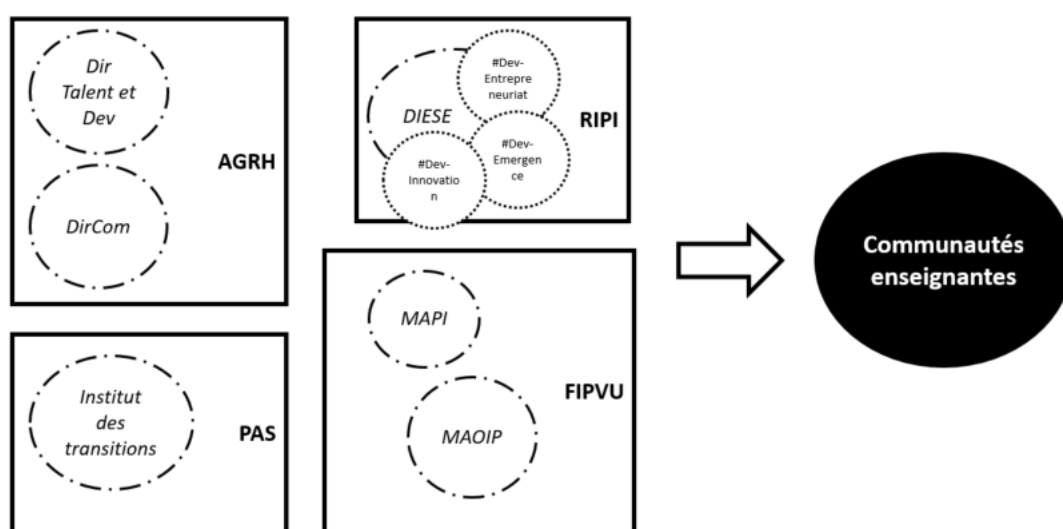 Dir
Talent et
Dev
AGRH
DirCom
Institut
des
transitions
PAS
#Dev-
Entrepre
neuriat
DIESE
RIPI
#Dev-
Emergen
ce
#Dev-
Innovatio
n
MAPI
FIPVU
MAOIP
Communautés
enseignantes